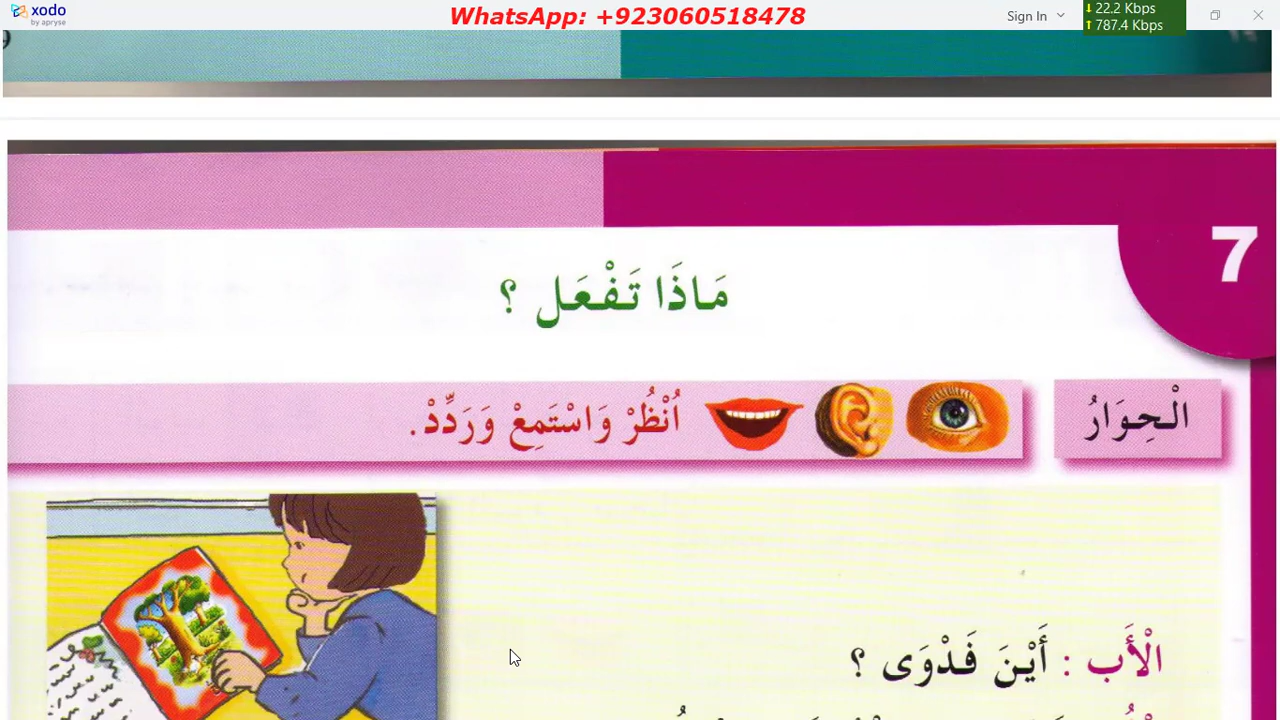 xodo
by apryse
WhatsApp: +923060518478
Sign In
↓ 22.2 Kbps
↑ 787.4 Kbps
7
مَاذَا تَفْعَل ؟
الْحِوَارُ
اُنْظُرْ وَاسْتَمِعْ وَرَدِّدْ.
الْأَب : أَيْنَ فَدْوَى ؟